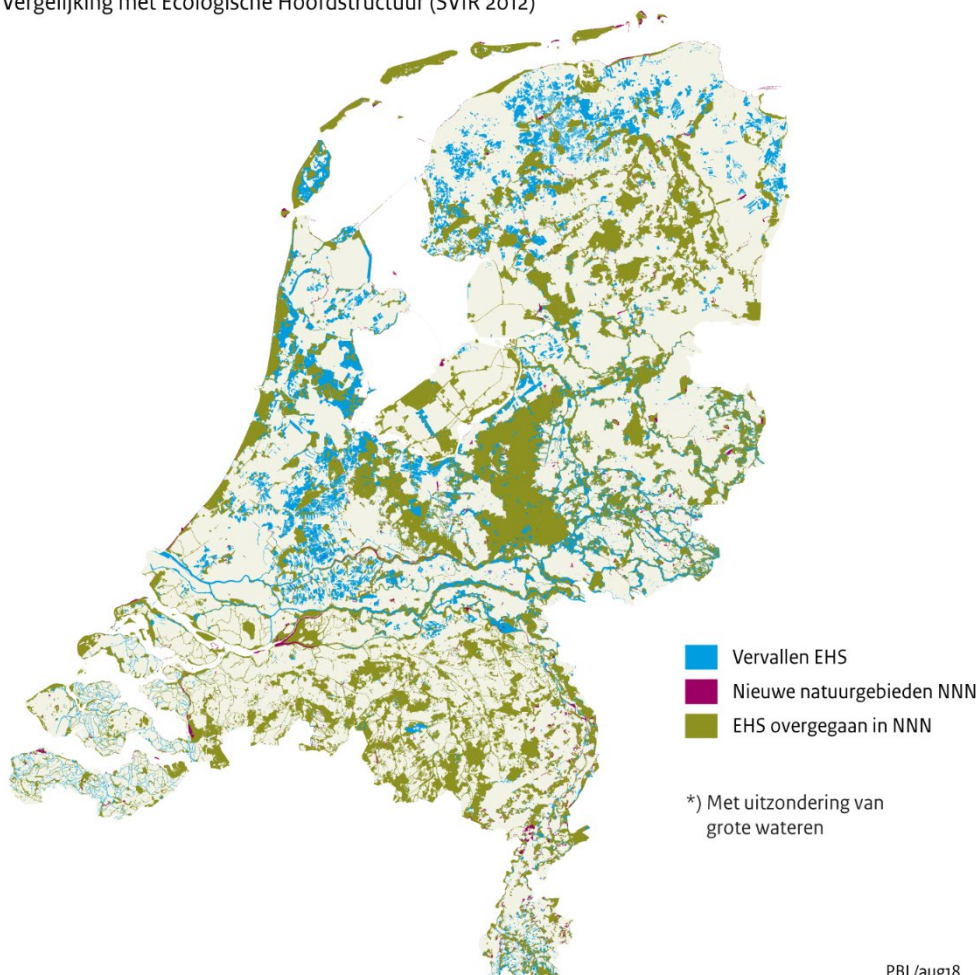 Vergelijking met Ecologische Hoofdstructuur (SVIR 2012)
Vervallen EHS
Nieuwe natuurgebieden NNN
EHS overgegaan in NNN
*) Met uitzondering van
grote wateren
PBL/aug18